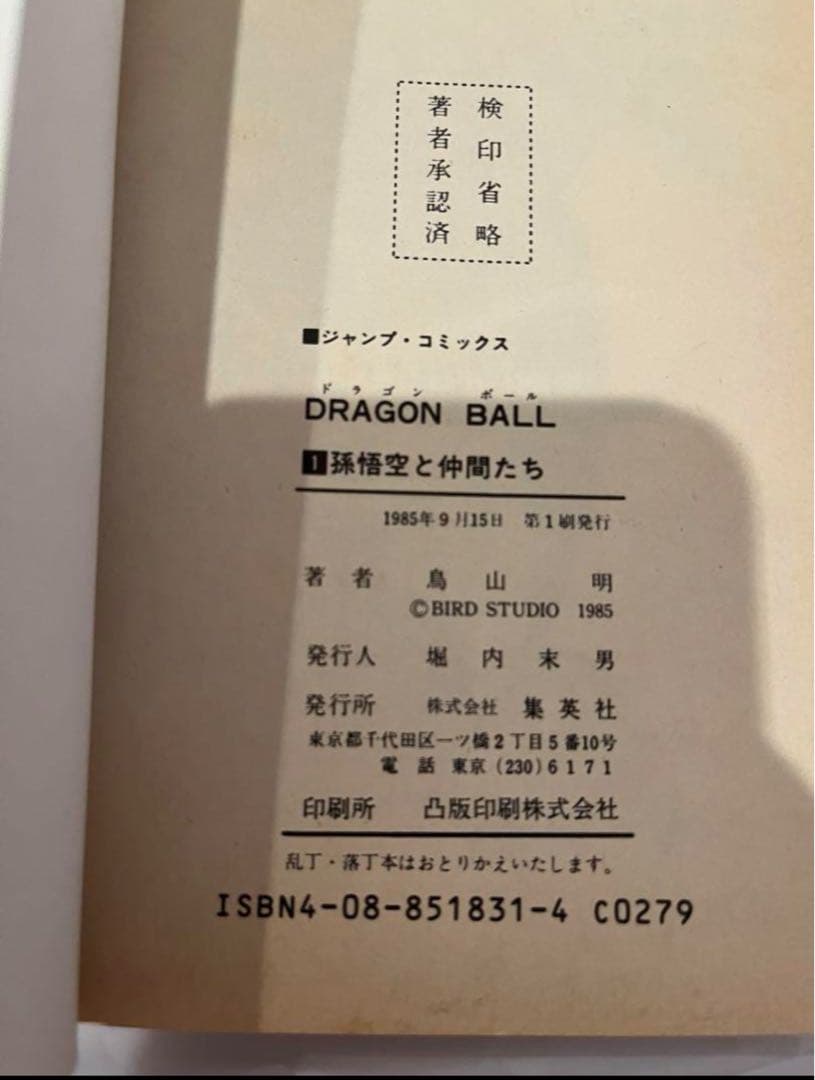 検印省略
著者承認済
■ジャンプ・コミックス
ドラゴン ボール
DRAGON BALL
1孫悟空と仲間たち
1985年9月15日 第1刷発行
著者 鳥山明
©BIRD STUDIO 1985
発行人 堀内末男
発行所 株式会社 集英社
東京都千代田区一ツ橋2丁目5番10号
電話 東京(230)6171
印刷所 凸版印刷株式会社
乱丁・落丁本はおとりかえいたします。
ISBN4-08-851831-4 C0279